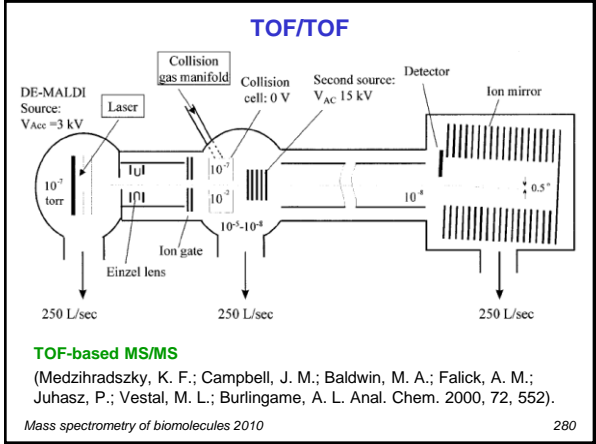 TOF/TOF
Collision
gas manifold
DE-MALDI
Source:
VAcc =3 kV
Laser
Collision
cell: 0 V
Second source:
VAC 15 kV
Detector
Ion mirror
10-7
torr
10-7
10-2
10-5-10-8
10-8
0.5°
Ion gate
Einzel lens
250 L/sec
250 L/sec
250 L/sec
TOF-based MS/MS
(Medzihradszky, K. F.; Campbell, J. M.; Baldwin, M. A.; Falick, A. M.;
Juhasz, P.; Vestal, M. L.; Burlingame, A. L. Anal. Chem. 2000, 72, 552).
Mass spectrometry of biomolecules 2010
280